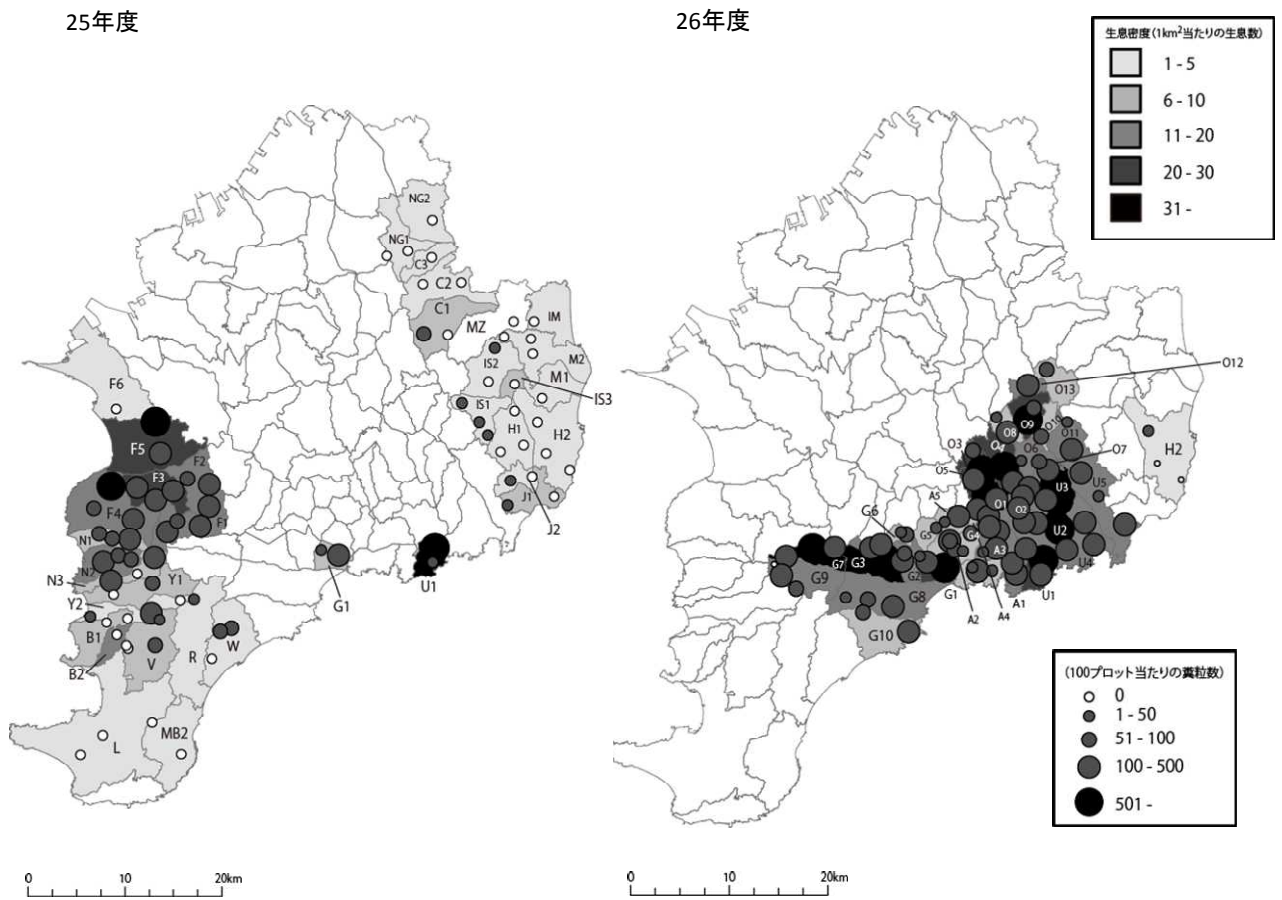 25年度
26年度
生息密度(1km²当たりの生息数)
1 - 5
6 - 10
11 - 20
20 - 30
31 -
NG2
NG1
C3
C2
C1
MZ
IM
IS2
M2
M1
IS3
IS1
H1
H2
J1
J2
F6
F5
F2
F3
F4
F1
N1
N2
N3
Y1
Y2
B1
B2
V
R
W
L
MB2
G1
U1
O12
O13
O9
O10
O8
O11
O3
O4
O6
O7
H2
O5
U3
U5
A5
O1
O2
G6
G5
G4
U2
A3
G7
G3
G2
U4
G9
G8
G1
A1
U1
A2
A4
G10
(100プロット当たりの糞粒数)
0
1 - 50
51 - 100
100 - 500
501 -
0 10 20km
0 10 20km